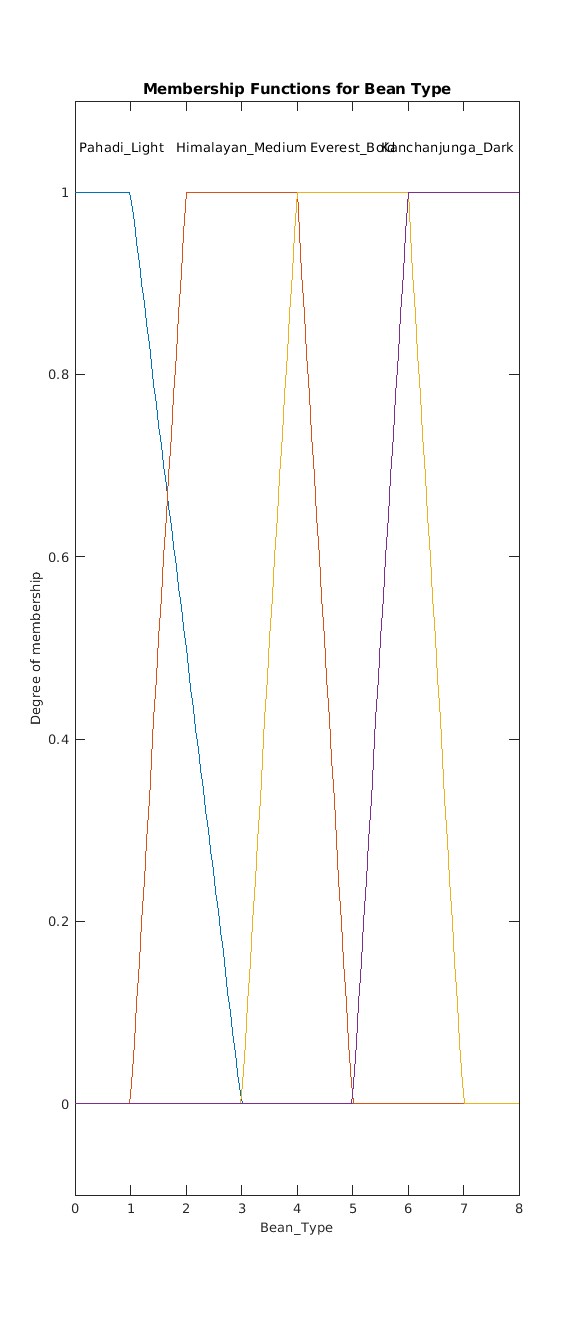 Membership Functions for Bean Type
Pahadi_Light Himalayan_Medium Everest_Bold Kanchanjunga_Dark
1
0.8
0.6
0.4
0.2
0
Degree of membership
0 1 2 3 4 5 6 7 8
Bean_Type